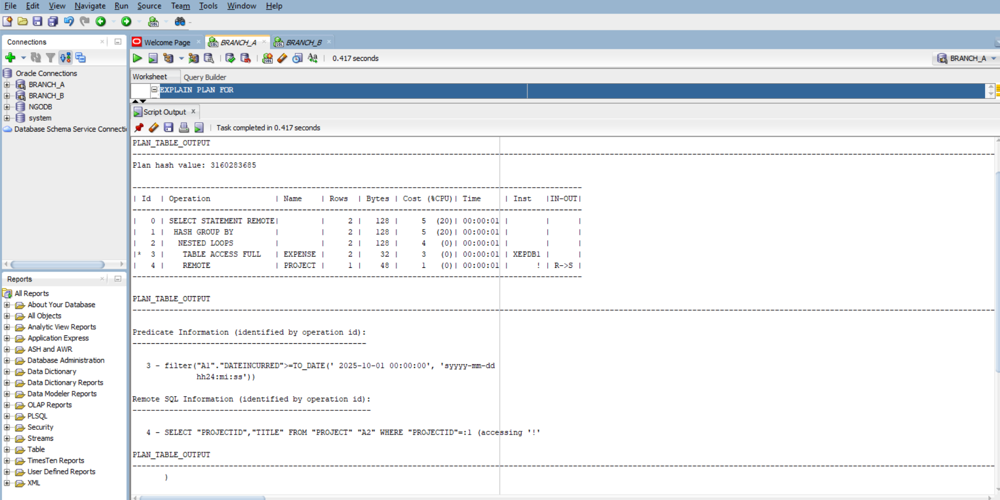 File Edit View Navigate Run Source Team Tools Window Help
Connections
Welcome Page BRANCH_A BRANCH_B
0.417 seconds
BRANCH_A
Oracle Connections
BRANCH_A
BRANCH_B
NGODB
system
Database Schema Service Connecti
Worksheet Query Builder
EXPLAIN PLAN FOR
Script Output
Task completed in 0.417 seconds
PLAN_TABLE_OUTPUT
--------------------------------------------------------------------------------
Plan hash value: 3160283685
--------------------------------------------------------------------------------
| Id | Operation | Name | Rows | Bytes | Cost (%CPU)| Time | Inst |IN-OUT|
--------------------------------------------------------------------------------
| 0 | SELECT STATEMENT REMOTE| | 2 | 128 | 5 (20)| 00:00:01 | | |
| 1 | HASH GROUP BY | | 2 | 128 | 5 (20)| 00:00:01 | | |
| 2 | NESTED LOOPS | | 2 | 128 | 4 (0)| 00:00:01 | | |
|* 3 | TABLE ACCESS FULL | EXPENSE | 2 | 32 | 3 (0)| 00:00:01 | XEPDB1 | |
| 4 | REMOTE | PROJECT | 1 | 48 | 1 (0)| 00:00:01 | ! | R->S |
--------------------------------------------------------------------------------
PLAN_TABLE_OUTPUT
--------------------------------------------------------------------------------
Predicate Information (identified by operation id):
---------------------------------------------------
3 - filter("A1"."DATEINCURRED">=TO_DATE(' 2025-10-01 00:00:00', 'syyyy-mm-dd
hh24:mi:ss'))
Remote SQL Information (identified by operation id):
----------------------------------------------------
4 - SELECT "PROJECTID","TITLE" FROM "PROJECT" "A2" WHERE "PROJECTID"=:1 (accessing '!'
PLAN_TABLE_OUTPUT
--------------------------------------------------------------------------------
)
Reports
All Reports
About Your Database
All Objects
Analytic View Reports
Application Express
ASH and AWR
Database Administration
Data Dictionary
Data Dictionary Reports
Data Modeler Reports
OLAP Reports
PLSQL
Security
Streams
Table
TimesTen Reports
User Defined Reports
XML